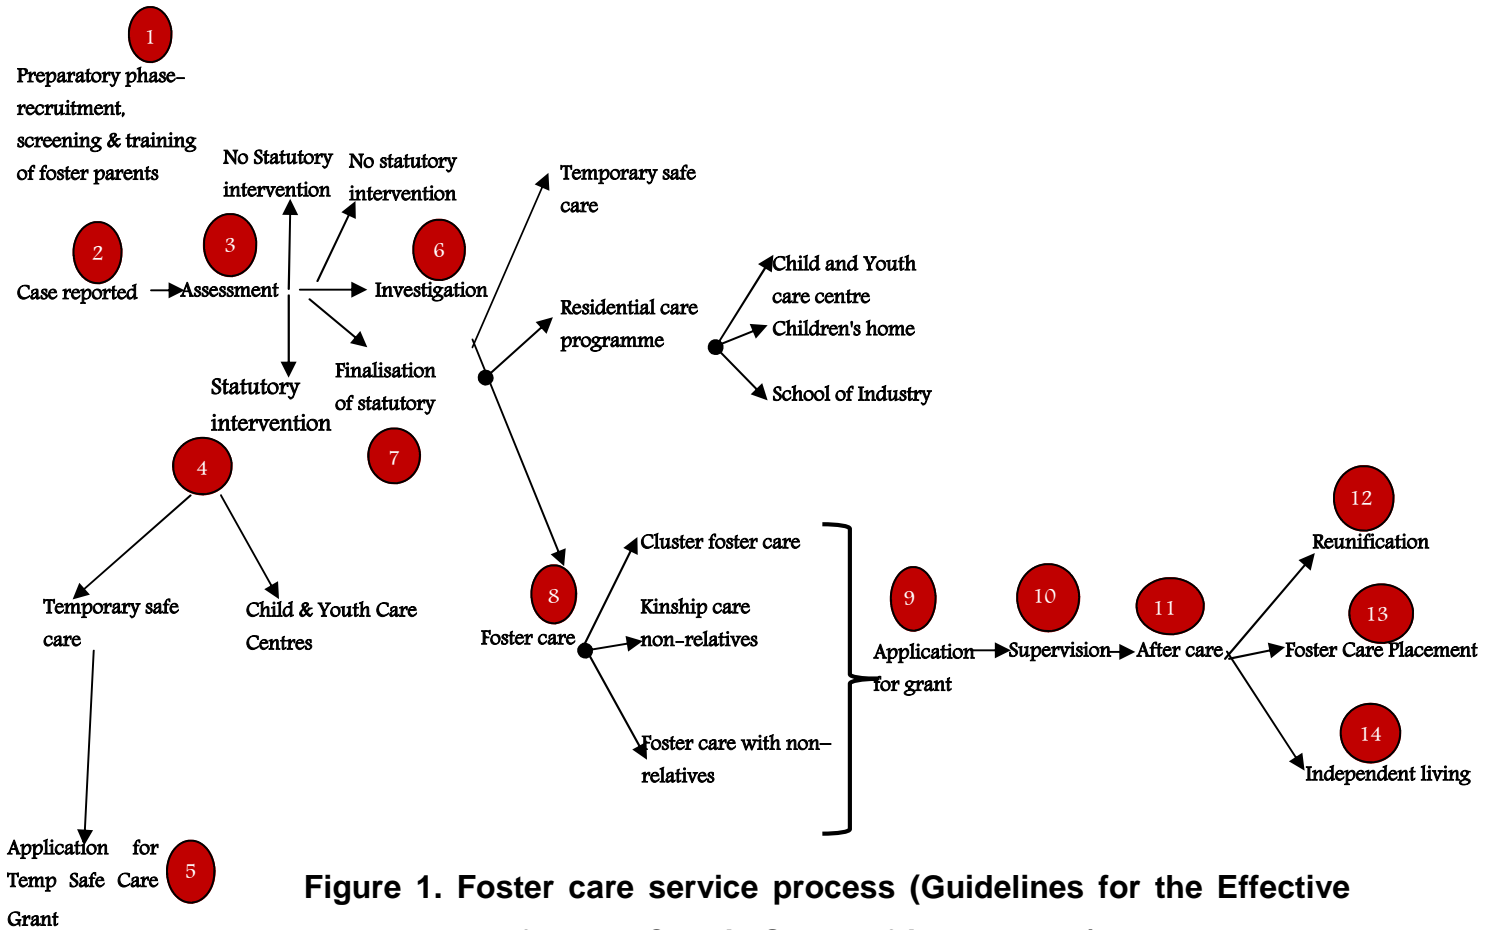 1
Preparatory phase-
recruitment,
screening & training
of foster parents
No Statutory
intervention
No statutory
intervention
Temporary safe
care
2
Case reported
3
Assessment
6
Investigation
Child and Youth
care centre
Residential care
programme
Children's home
School of Industry
Statutory
intervention
Finalisation
of statutory
7
4
Temporary safe
care
Child & Youth Care
Centres
8
Foster care
Cluster foster care
Kinship care
non-relatives
Foster care with non-
relatives
9
Application
for grant
10
Supervision
11
After care
12
Reunification
13
Foster Care Placement
14
Independent living
Application for
Temp Safe Care
Grant
5
Figure 1. Foster care service process (Guidelines for the Effective